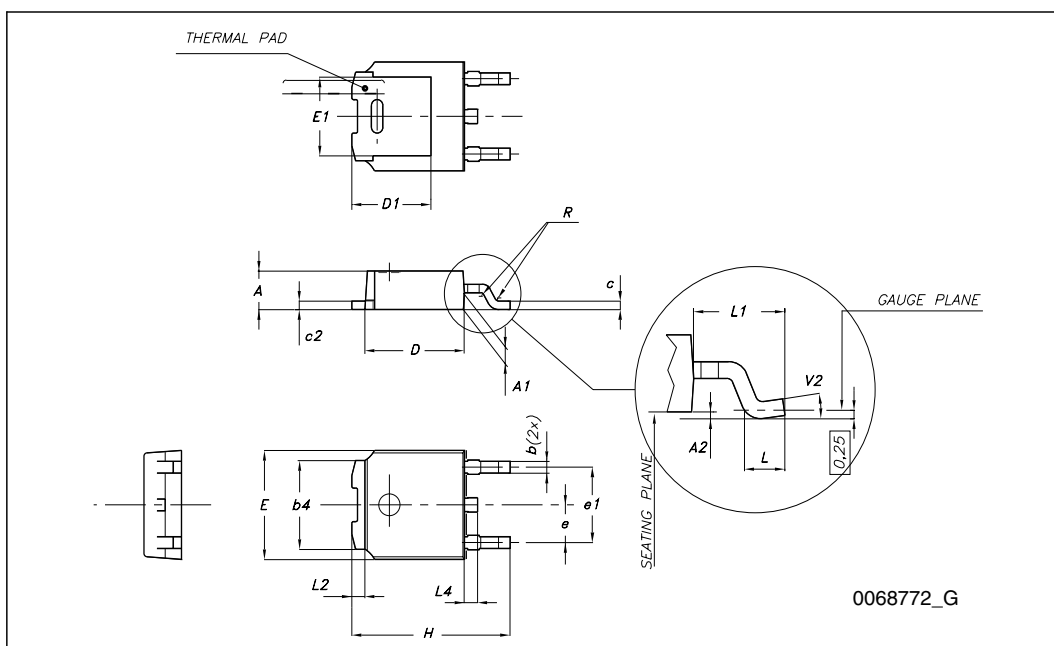 THERMAL PAD
E1
D1
R
A
c
c2
D
A1
L1
GAUGE PLANE
V2
A2
L
0,25
SEATING PLANE
b(2x)
E
b4
e
e1
L2
L4
H
0068772_G